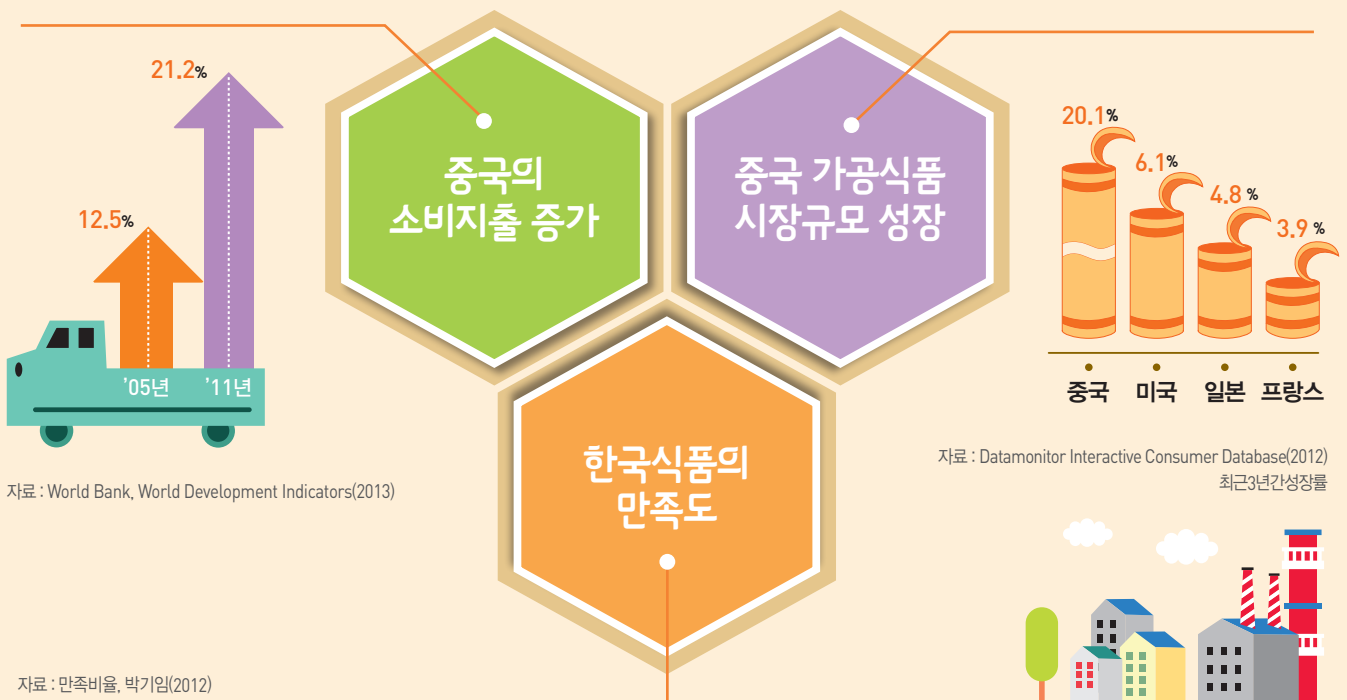 21.2%
12.5%
'05년
'11년
자료 : World Bank, World Development Indicators(2013)
중국의
소비지출 증가
중국 가공식품
시장규모 성장
20.1%
6.1%
4.8 %
3.9 %
중국
미국
일본
프랑스
자료 : Datamonitor Interactive Consumer Database(2012)
최근3년간성장률
한국식품의
만족도
자료 : 만족비율, 박기임(2012)